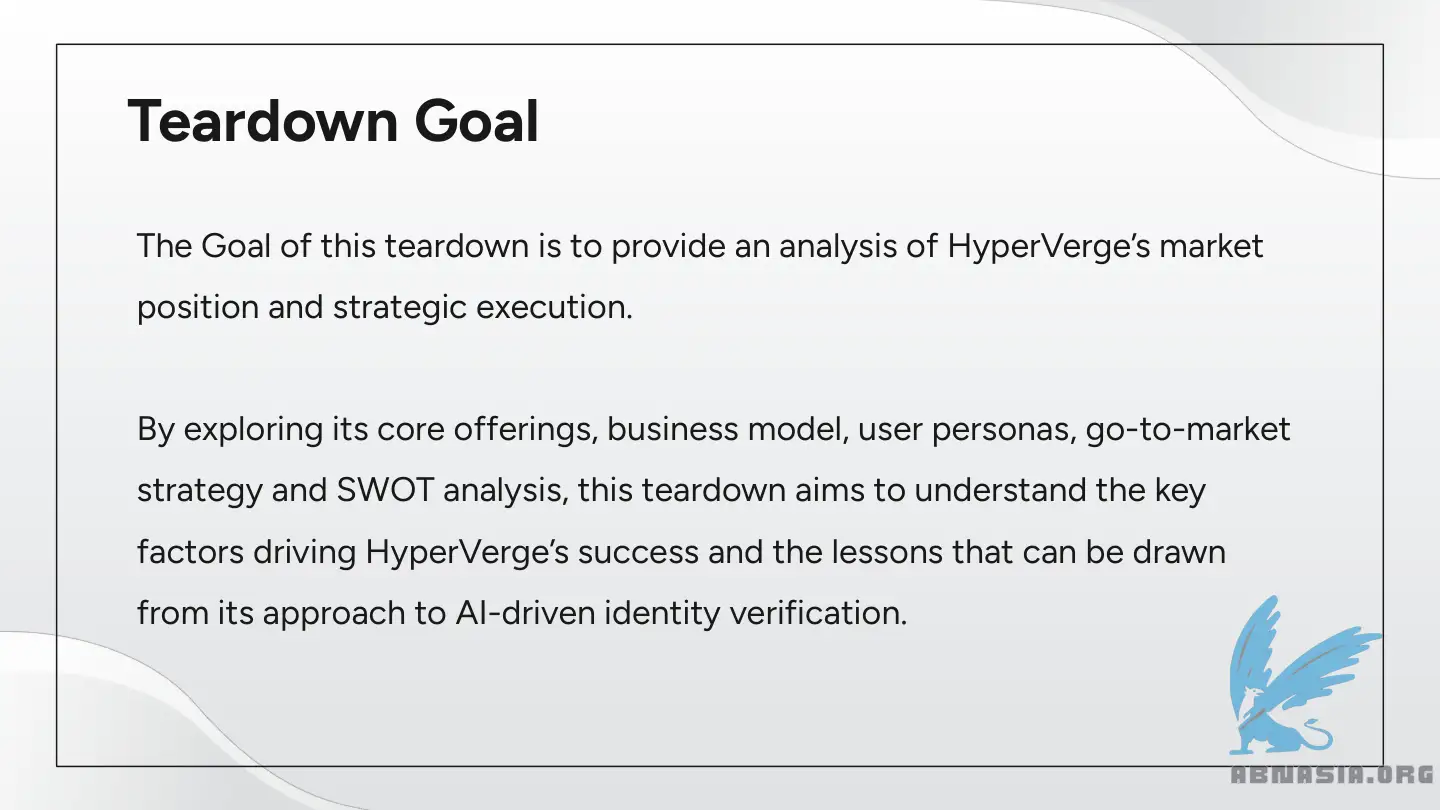 Teardown Goal
The Goal of this teardown is to provide an analysis of HyperVerge’s market
position and strategic execution.
By exploring its core offerings, business model, user personas, go-to-market
strategy and SWOT analysis, this teardown aims to understand the key
factors driving HyperVerge’s success and the lessons that can be drawn
from its approach to AI-driven identity verification.
ABNASIA.ORG